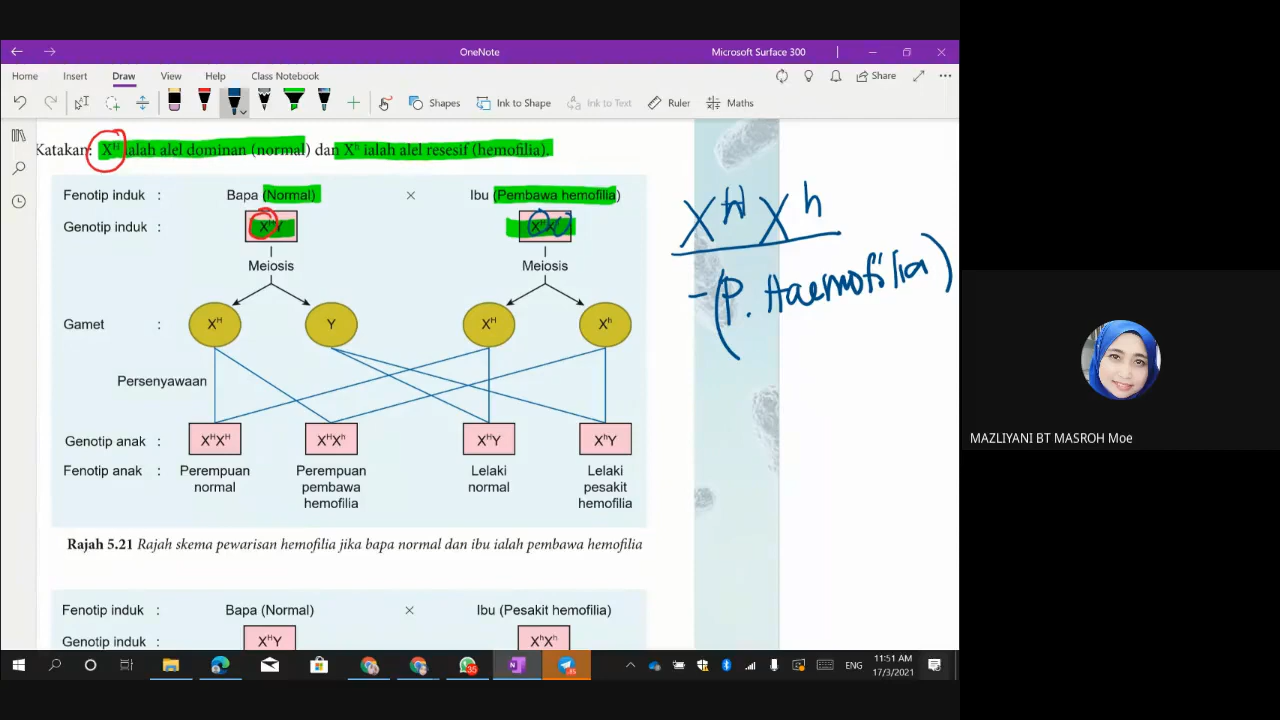 OneNote
Microsoft Surface 300
Home Insert Draw View Help Class Notebook Share
Shapes Ink to Shape Ink to Text Ruler Maths
Katakan: Xᴴ ialah alel dominan (normal) dan Xʰ ialah alel resesif (hemofilia).
Fenotip induk : Bapa (Normal) × Ibu (Pembawa hemofilia)
Genotip induk : XᴴY XᴴXʰ
Meiosis Meiosis
Gamet : Xᴴ Y Xᴴ Xʰ
Persenyawaan
Genotip anak : XᴴXᴴ XᴴXʰ XᴴY XʰY
Fenotip anak : Perempuan normal Perempuan pembawa hemofilia Lelaki normal Lelaki pesakit hemofilia
Rajah 5.21 Rajah skema pewarisan hemofilia jika bapa normal dan ibu ialah pembawa hemofilia
Fenotip induk : Bapa (Normal) × Ibu (Pesakit hemofilia)
Genotip induk : XᴴY XʰXʰ
Xᴴ Xʰ
- (P. Haemofilia)
MAZLIYANI BT MASROH Moe
35
ENG
11:51 AM
17/3/2021